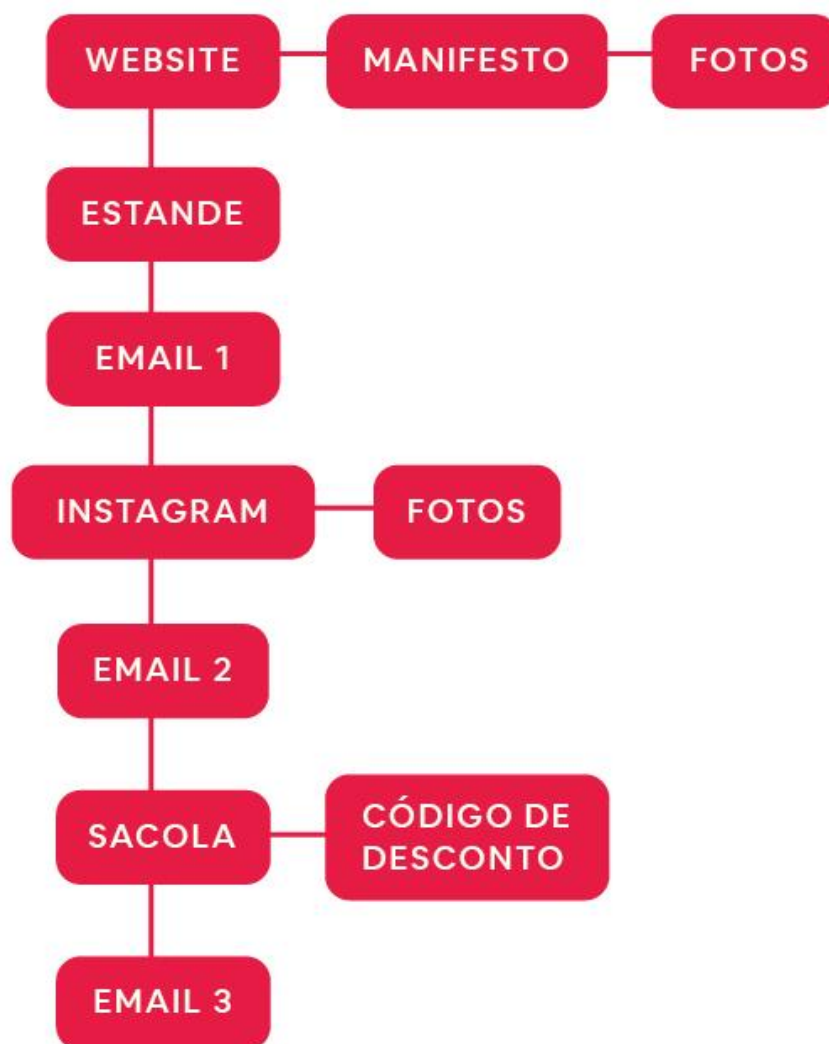 WEBSITE
MANIFESTO
FOTOS
ESTANDE
EMAIL 1
INSTAGRAM
FOTOS
EMAIL 2
SACOLA
CÓDIGO DE
DESCONTO
EMAIL 3